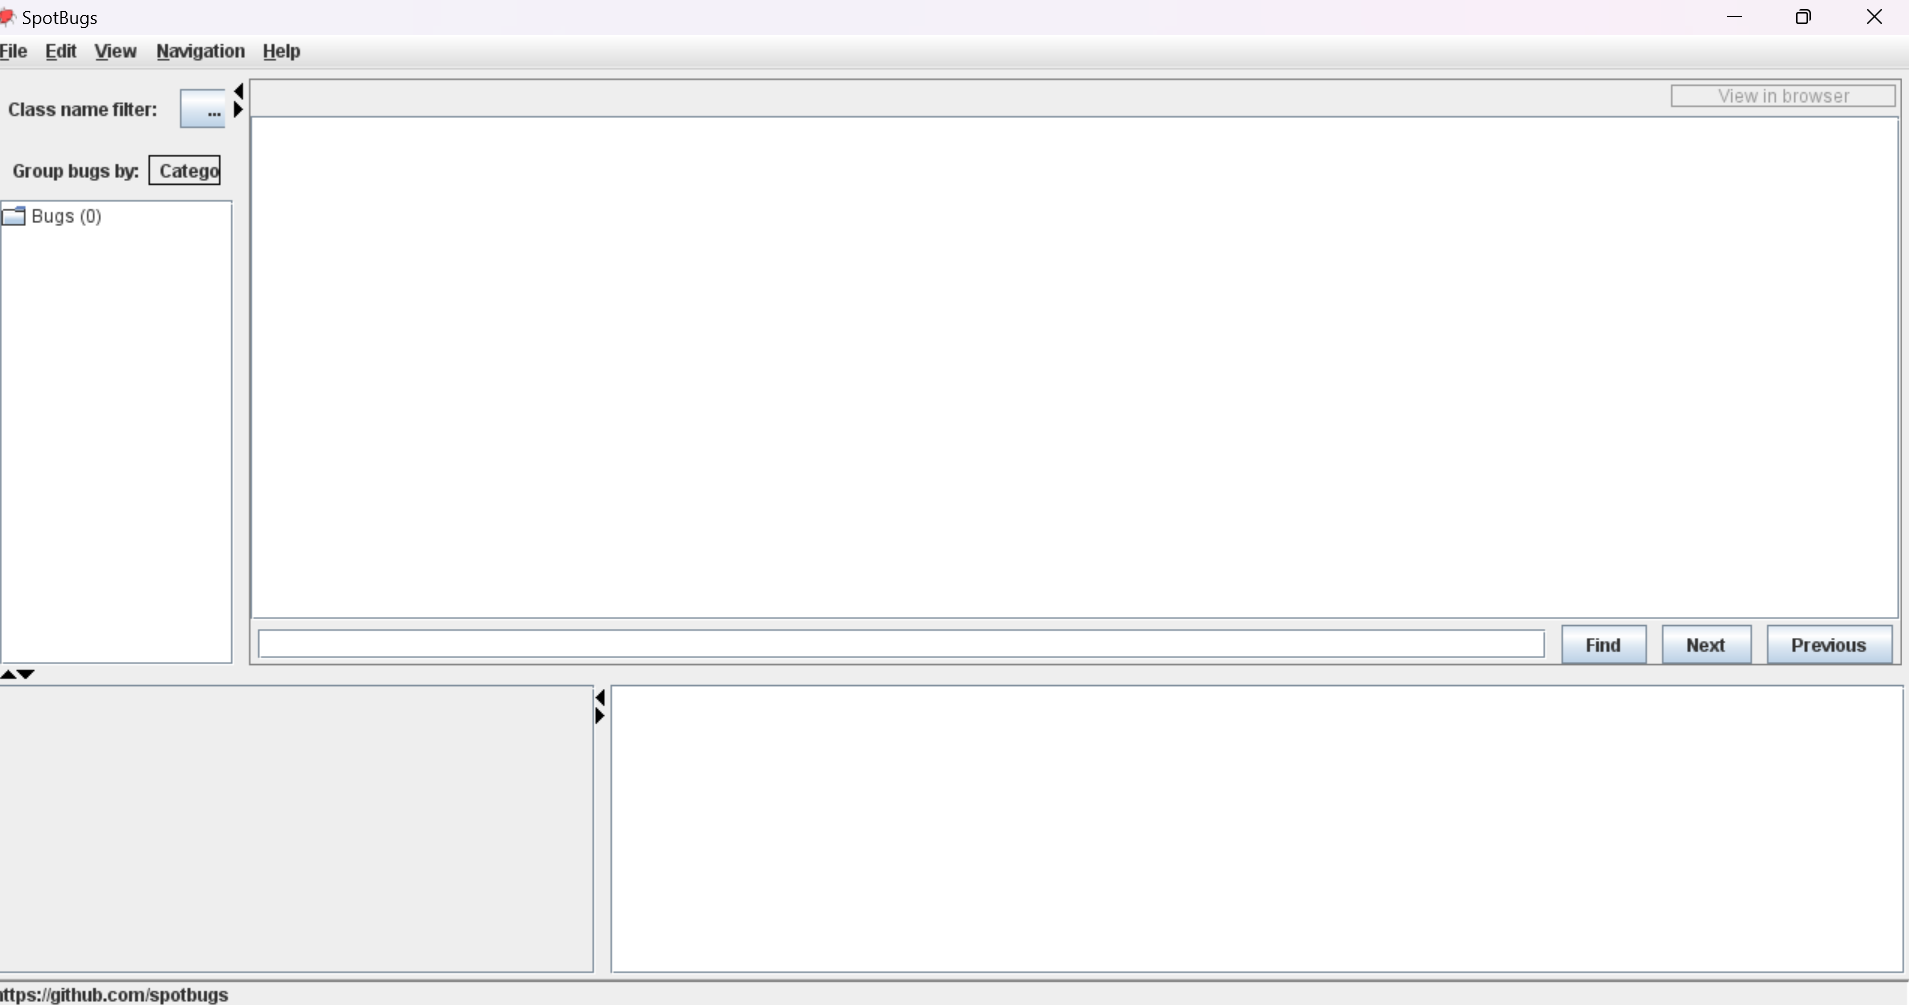 SpotBugs
File Edit View Navigation Help
Class name filter: ...
View in browser
Group bugs by: Catego
Bugs (0)
Find Next Previous
https://github.com/spotbugs